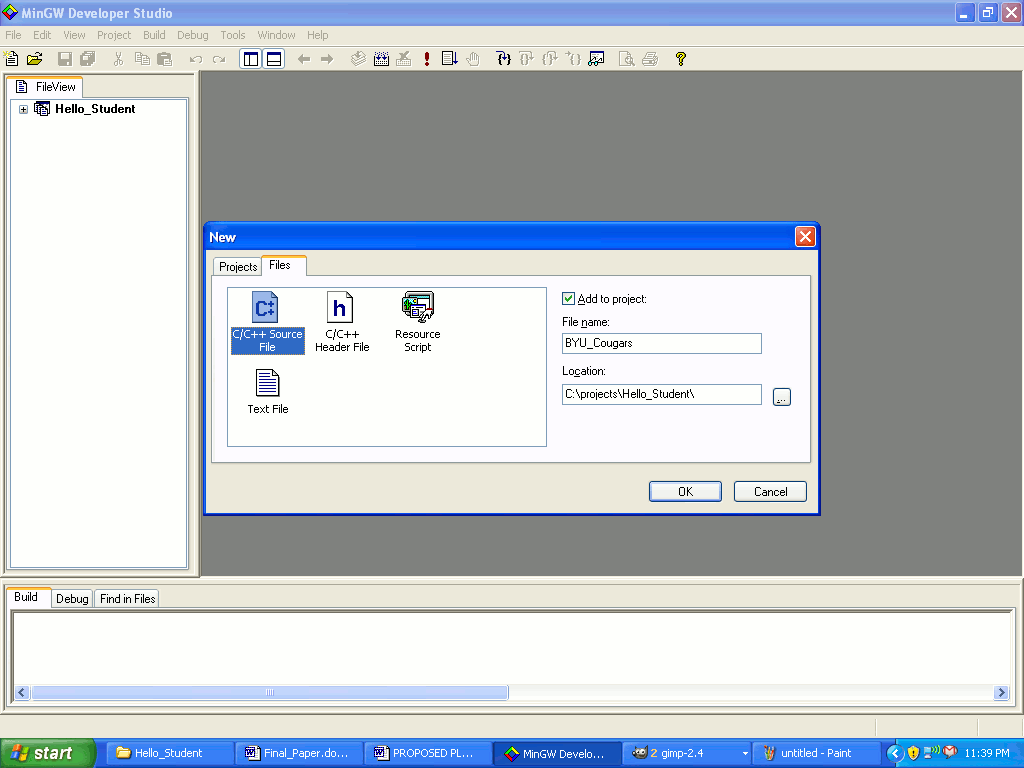 MinGW Developer Studio
File Edit View Project Build Debug Tools Window Help
FileView
Hello_Student
New
Projects Files
C/C++ Source
File
C/C++
Header File
Resource
Script
Text File
Add to project:
File name:
BYU_Cougars
Location:
C:\projects\Hello_Student\
...
OK Cancel
Build Debug Find in Files
start Hello_Student Final_Paper.do... PROPOSED PL... MinGW Develo... 2 gimp-2.4 untitled - Paint 11:39 PM